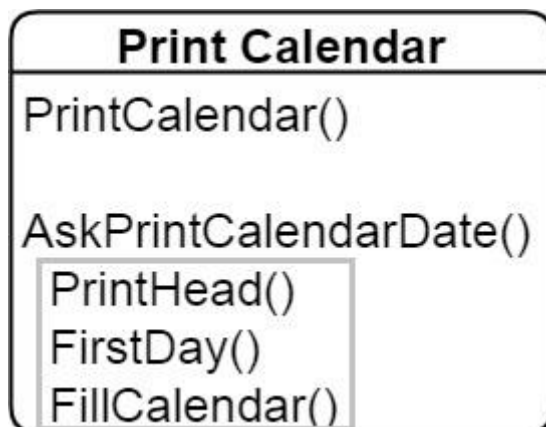 Print Calendar
PrintCalendar()
AskPrintCalendarDate()
PrintHead()
FirstDay()
FillCalendar()